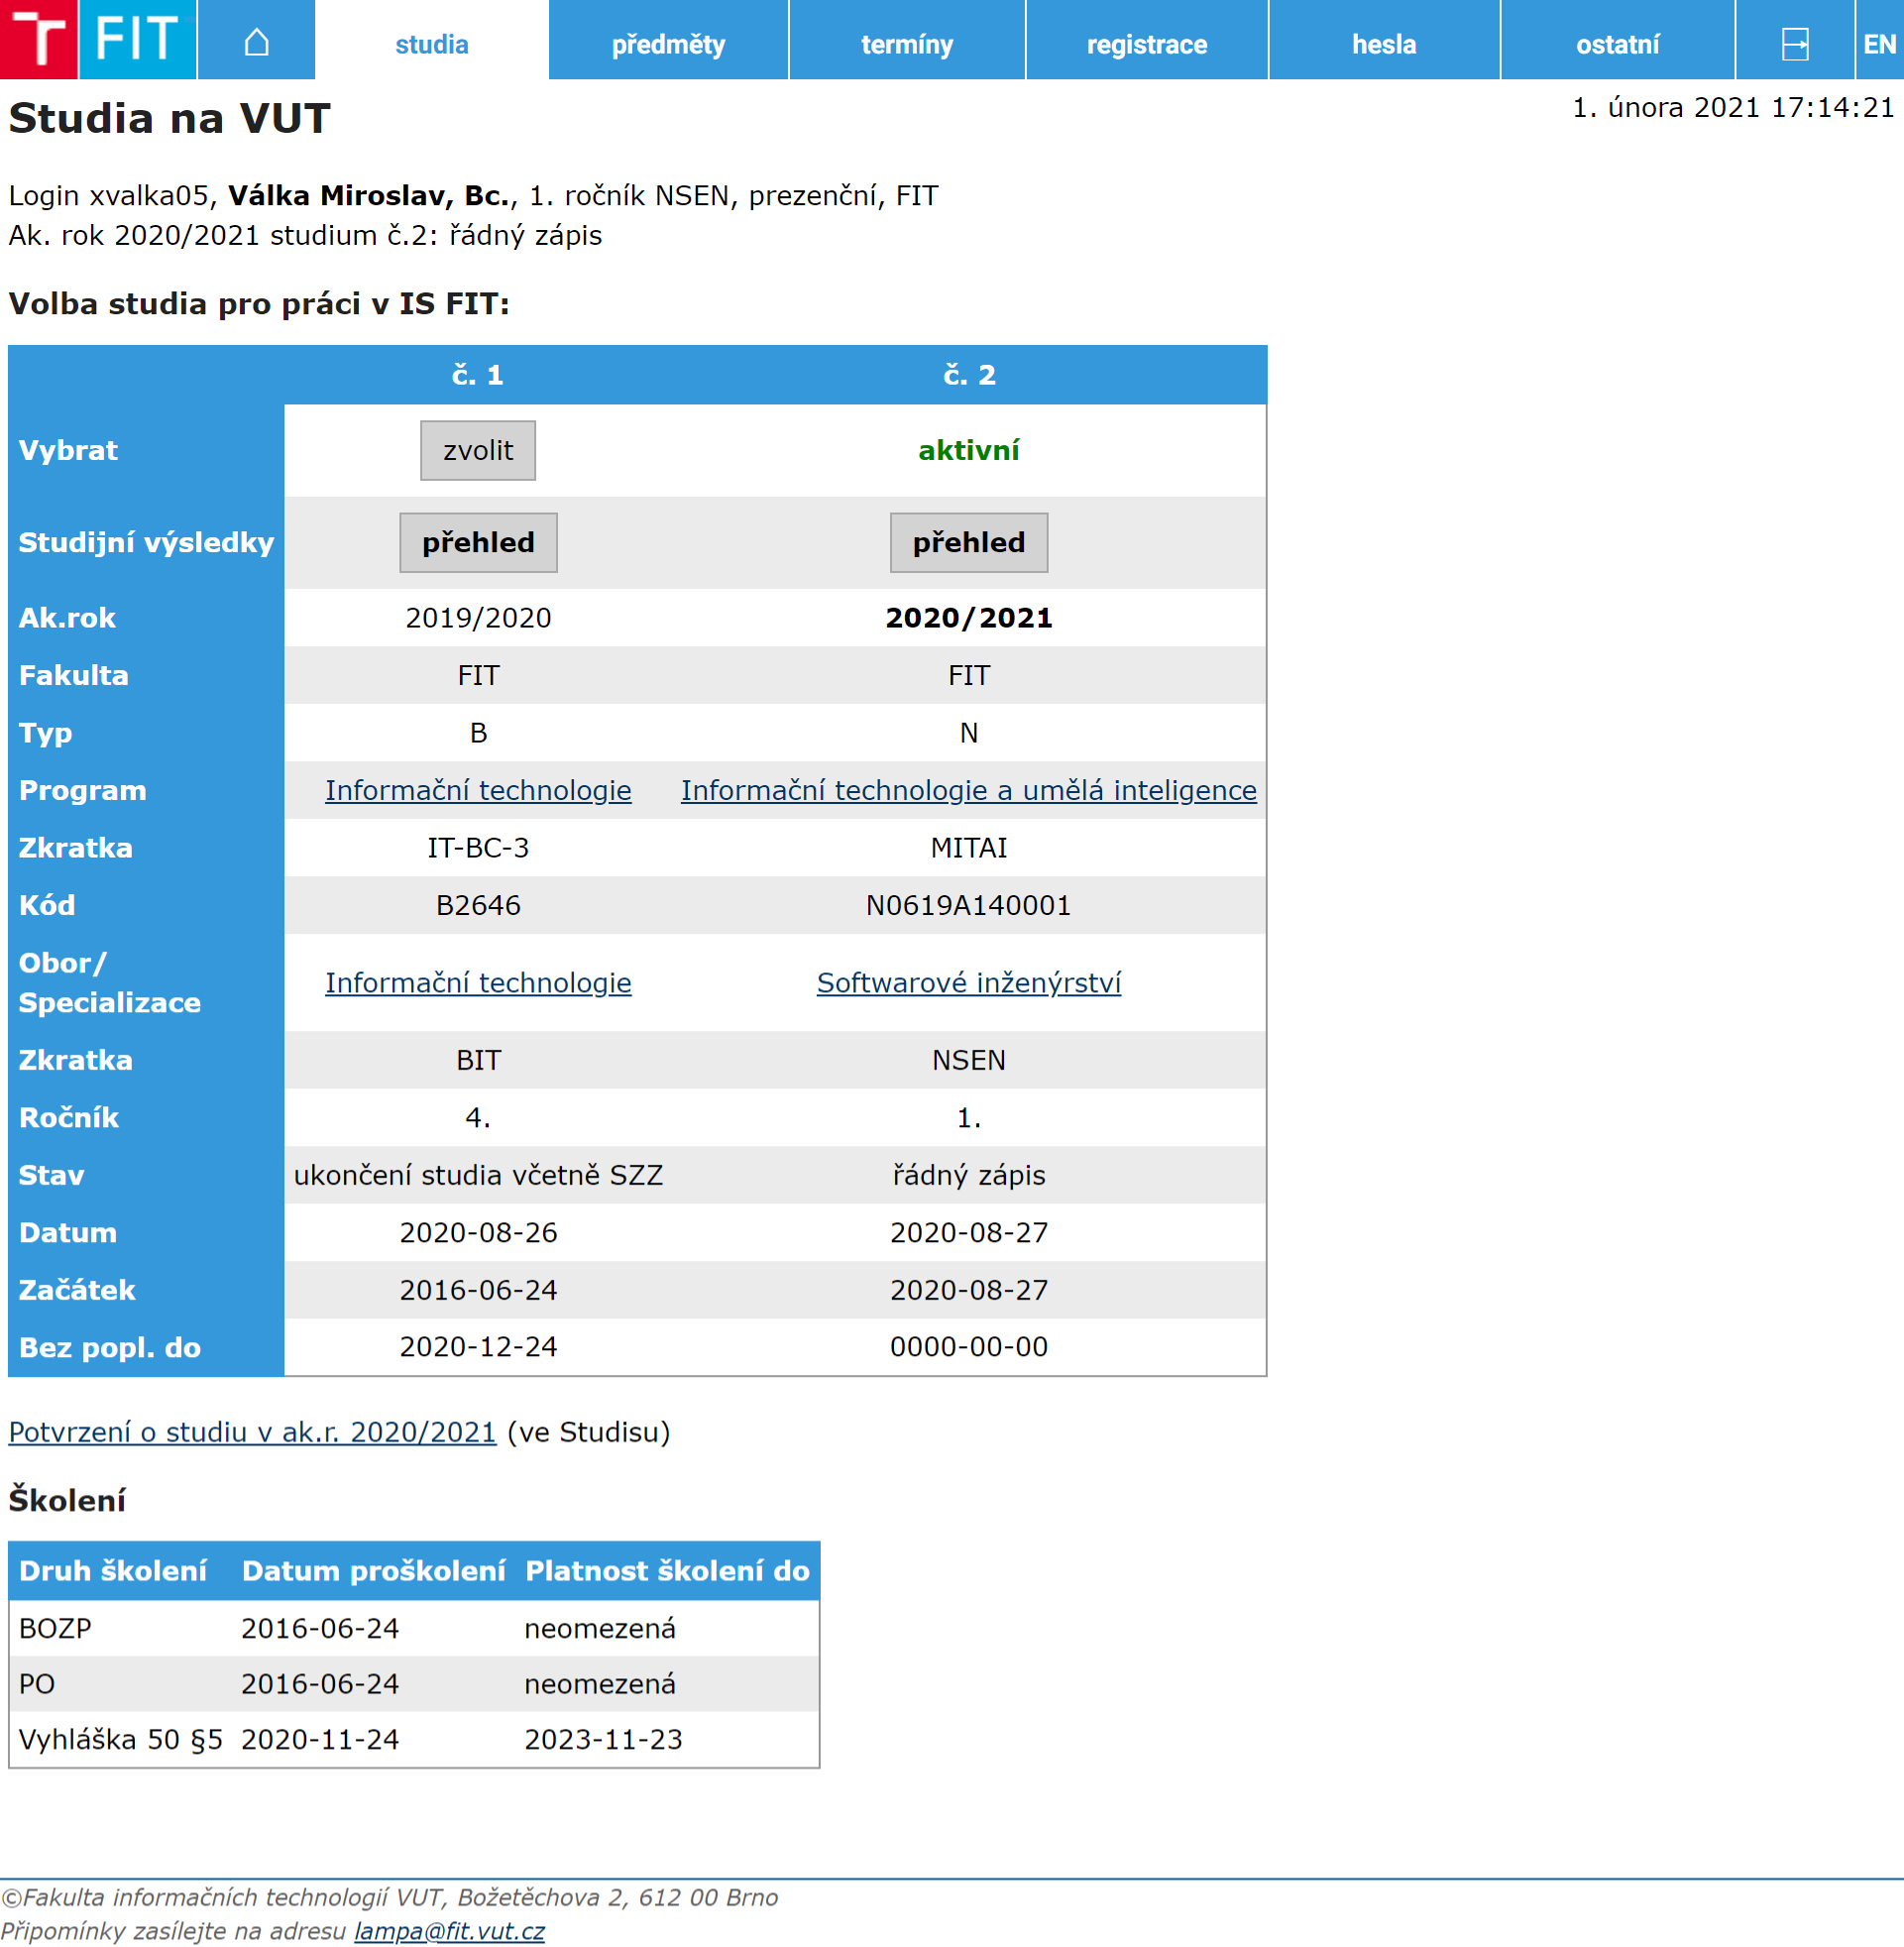 FIT studia předměty termíny registrace hesla ostatní EN
Studia na VUT 1. února 2021 17:14:21
Login xvalka05, Válka Miroslav, Bc., 1. ročník NSEN, prezenční, FIT
Ak. rok 2020/2021 studium č.2: řádný zápis
Volba studia pro práci v IS FIT:
č. 1 č. 2
Vybrat zvolit aktivní
Studijní výsledky přehled přehled
Ak.rok 2019/2020 2020/2021
Fakulta FIT FIT
Typ B N
Program Informační technologie Informační technologie a umělá inteligence
Zkratka IT-BC-3 MITAI
Kód B2646 N0619A140001
Obor/
Specializace Informační technologie Softwarové inženýrství
Zkratka BIT NSEN
Ročník 4. 1.
Stav ukončení studia včetně SZZ řádný zápis
Datum 2020-08-26 2020-08-27
Začátek 2016-06-24 2020-08-27
Bez popl. do 2020-12-24 0000-00-00
Potvrzení o studiu v ak.r. 2020/2021 (ve Studisu)
Školení
Druh školení Datum proškolení Platnost školení do
BOZP 2016-06-24 neomezená
PO 2016-06-24 neomezená
Vyhláška 50 §5 2020-11-24 2023-11-23
©Fakulta informačních technologií VUT, Božetěchova 2, 612 00 Brno
Připomínky zasílejte na adresu lampa@fit.vut.cz